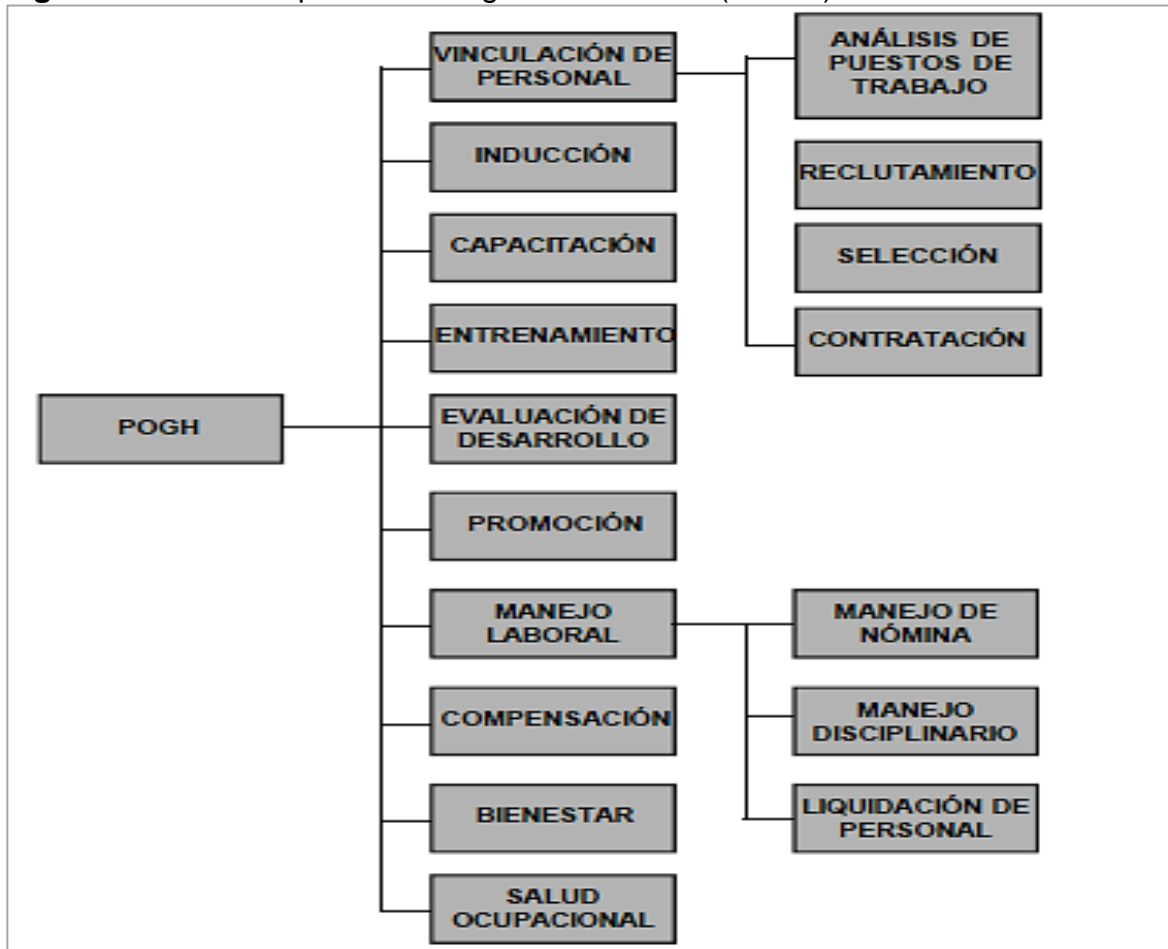 VINCULACIÓN DE
PERSONAL
ANÁLISIS DE
PUESTOS DE
TRABAJO
INDUCCIÓN
RECLUTAMIENTO
CAPACITACIÓN
SELECCIÓN
ENTRENAMIENTO
CONTRATACIÓN
POGH
EVALUACIÓN DE
DESARROLLO
PROMOCIÓN
MANEJO
LABORAL
MANEJO DE
NÓMINA
COMPENSACIÓN
MANEJO
DISCIPLINARIO
BIENESTAR
LIQUIDACIÓN DE
PERSONAL
SALUD
OCUPACIONAL